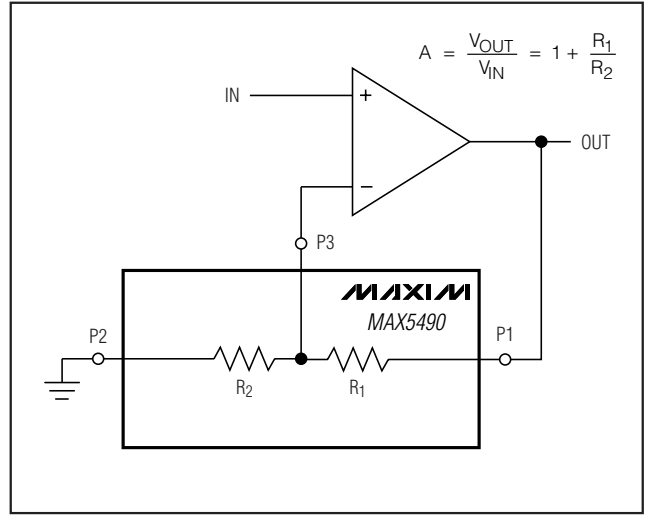 A = V_OUT / V_IN = 1 + R_1 / R_2
IN
+
OUT
−
P3
MAXIM
MAX5490
P2
P1
R_2
R_1